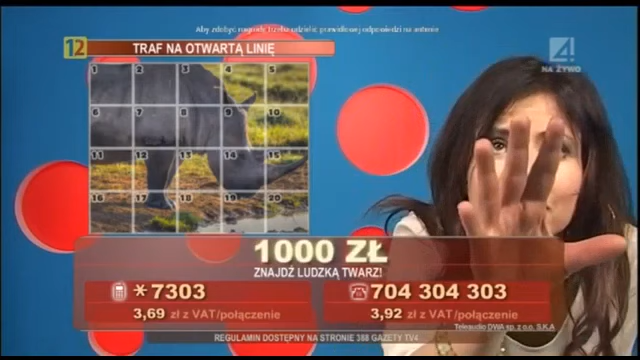 Aby zdobyć nagrodę trzeba udzielić prawidłowej odpowiedzi na antenie
12 TRAF NA OTWARTĄ LINIĘ
4
NA ŻYWO
1 2 3 4 5
6 7 8 9 10
11 12 13 14 15
16 17 18 19 20
1000 ZŁ
ZNAJDŹ LUDZKĄ TWARZ!
*7303
704 304 303
3,69 zł z VAT/połączenie
3,92 zł z VAT/połączenie
Teleaudio DWA sp. z o.o. S.K.A
REGULAMIN DOSTĘPNY NA STRONIE 388 GAZETY TV4